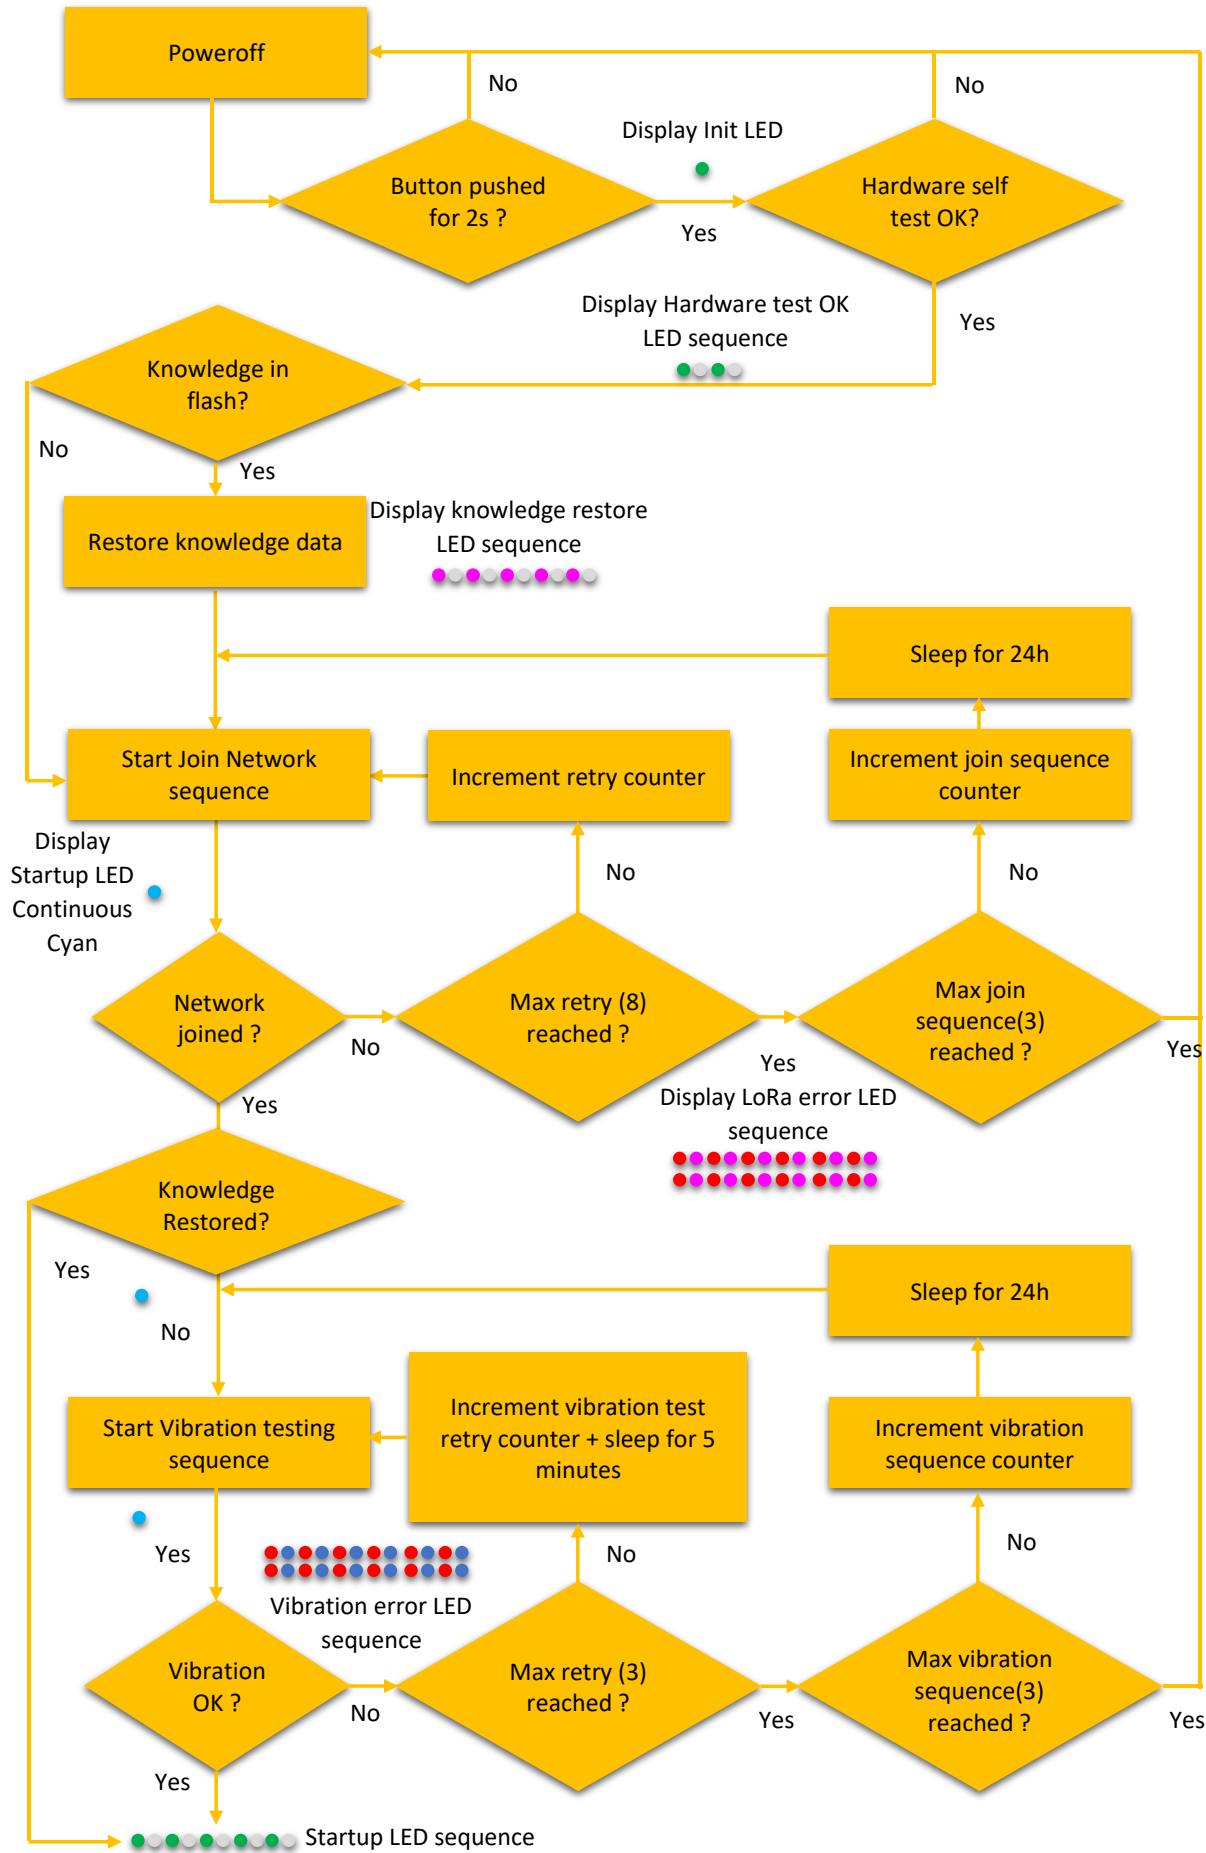 Poweroff
No
No
Display Init LED
Button pushed
for 2s ?
Hardware self
test OK?
Yes
Display Hardware test OK
LED sequence
Yes
Knowledge in
flash?
No
Yes
Restore knowledge data
Display knowledge restore
LED sequence
Sleep for 24h
Start Join Network
sequence
Increment retry counter
Increment join sequence
counter
Display
Startup LED
Continuous
Cyan
No
No
Network
joined ?
No
Max retry (8)
reached ?
Max join
sequence(3)
reached ?
Yes
Yes
Display LoRa error LED
sequence
Yes
Knowledge
Restored?
Yes
No
Sleep for 24h
Start Vibration testing
sequence
Increment vibration test
retry counter + sleep for 5
minutes
Increment vibration
sequence counter
Yes
No
No
Vibration error LED
sequence
Vibration
OK ?
No
Max retry (3)
reached ?
Yes
Max vibration
sequence(3)
reached ?
Yes
Yes
Startup LED sequence